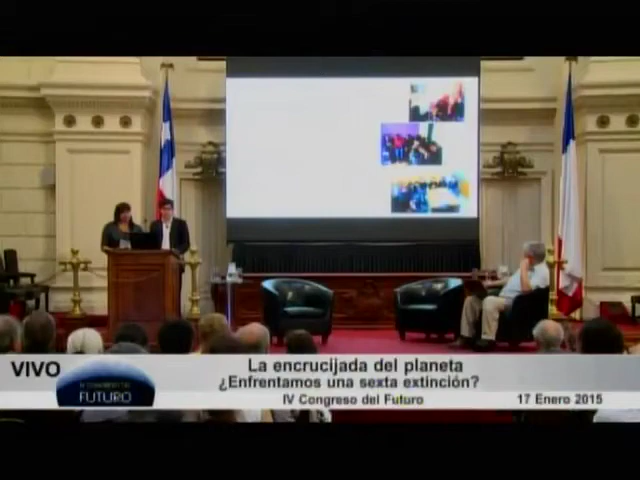 VIVO
La encrucijada del planeta
¿Enfrentamos una sexta extinción?
IV Congreso del Futuro
17 Enero 2015
FUTURO